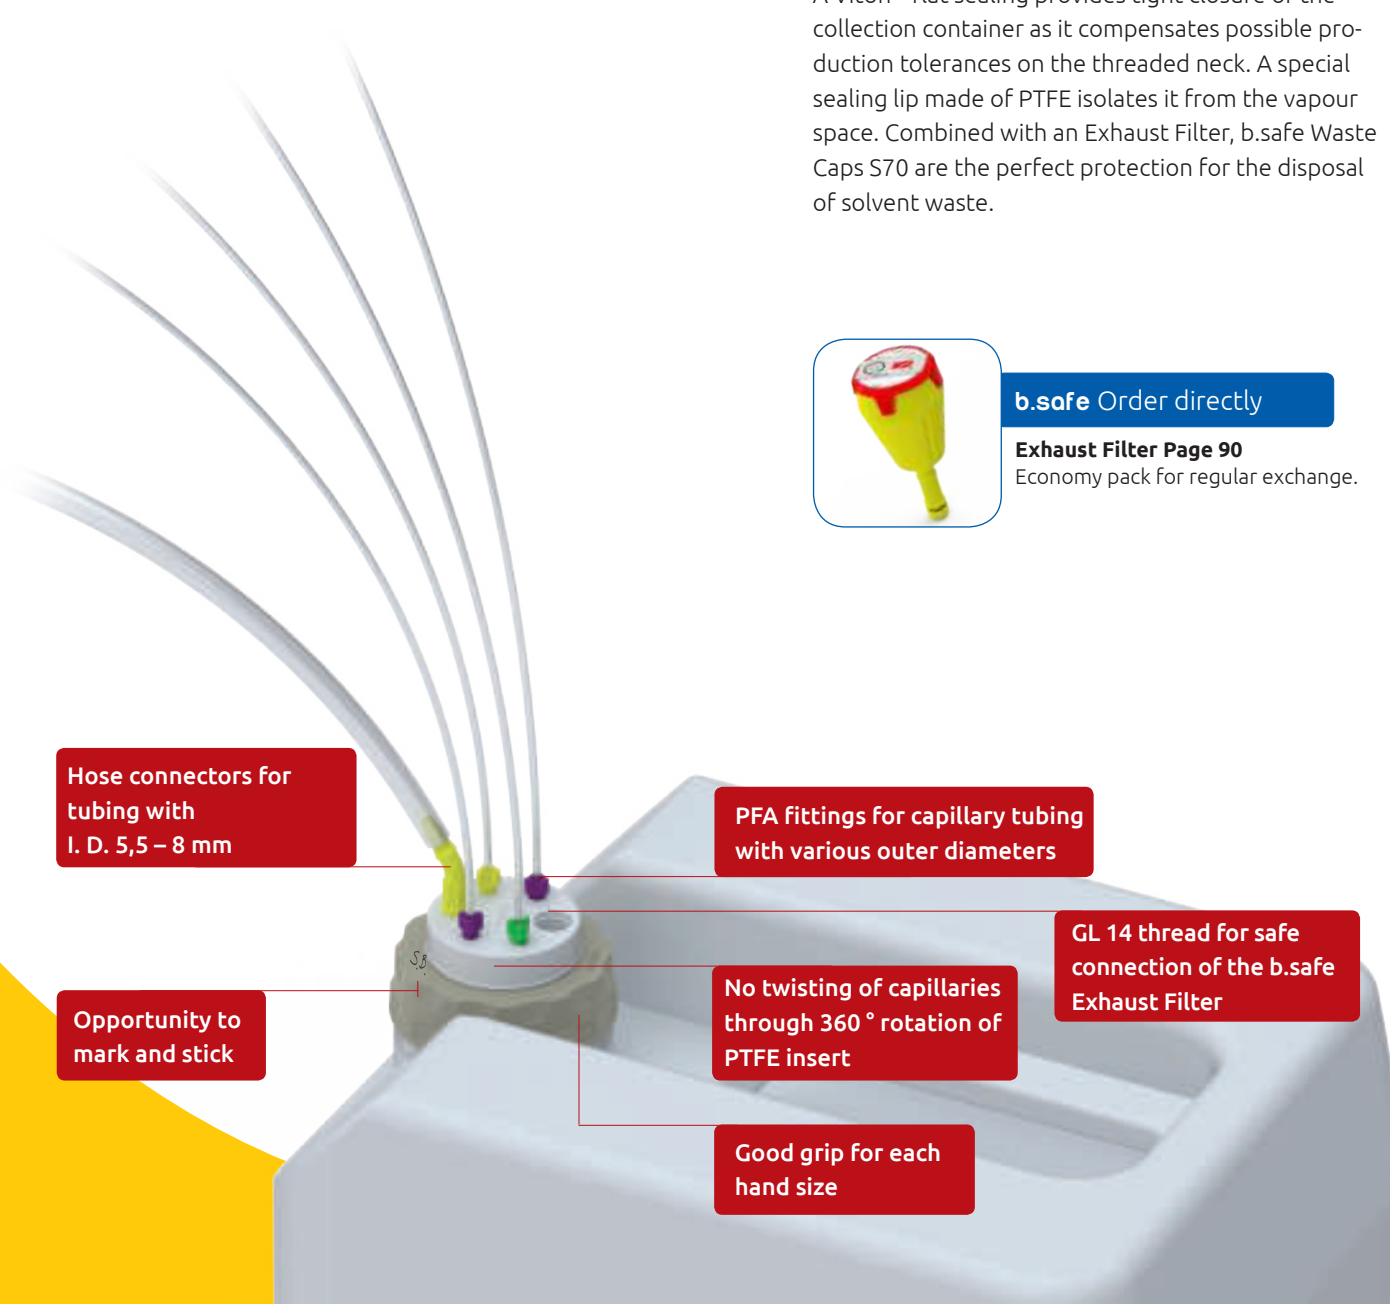 collection container as it compensates possible pro-
duction tolerances on the threaded neck. A special
sealing lip made of PTFE isolates it from the vapour
space. Combined with an Exhaust Filter, b.safe Waste
Caps S70 are the perfect protection for the disposal
of solvent waste.
b.safe Order directly
Exhaust Filter Page 90
Economy pack for regular exchange.
Hose connectors for
tubing with
I. D. 5,5 – 8 mm
PFA fittings for capillary tubing
with various outer diameters
GL 14 thread for safe
connection of the b.safe
Exhaust Filter
S.B.
No twisting of capillaries
through 360 ° rotation of
PTFE insert
Opportunity to
mark and stick
Good grip for each
hand size